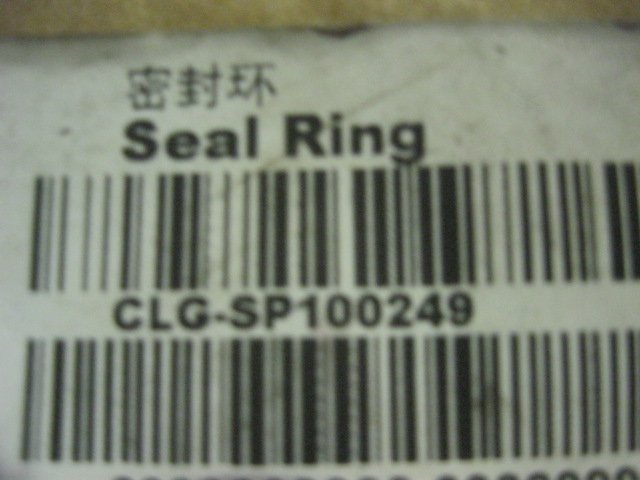 密封环
Seal Ring
CLG-SP100249